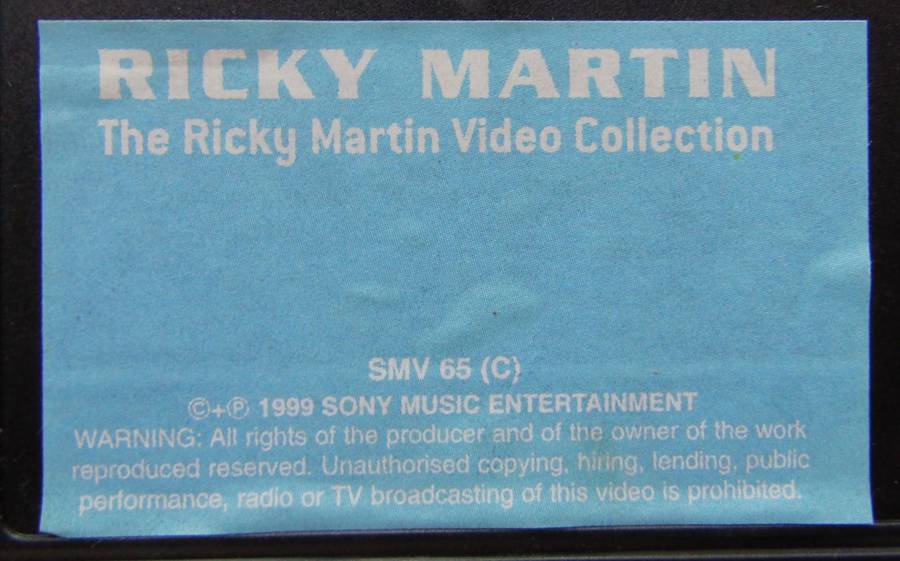 RICKY MARTIN
The Ricky Martin Video Collection
SMV 65 (C)
©+℗ 1999 SONY MUSIC ENTERTAINMENT
WARNING: All rights of the producer and of the owner of the work
reproduced reserved. Unauthorised copying, hiring, lending, public
performance, radio or TV broadcasting of this video is prohibited.